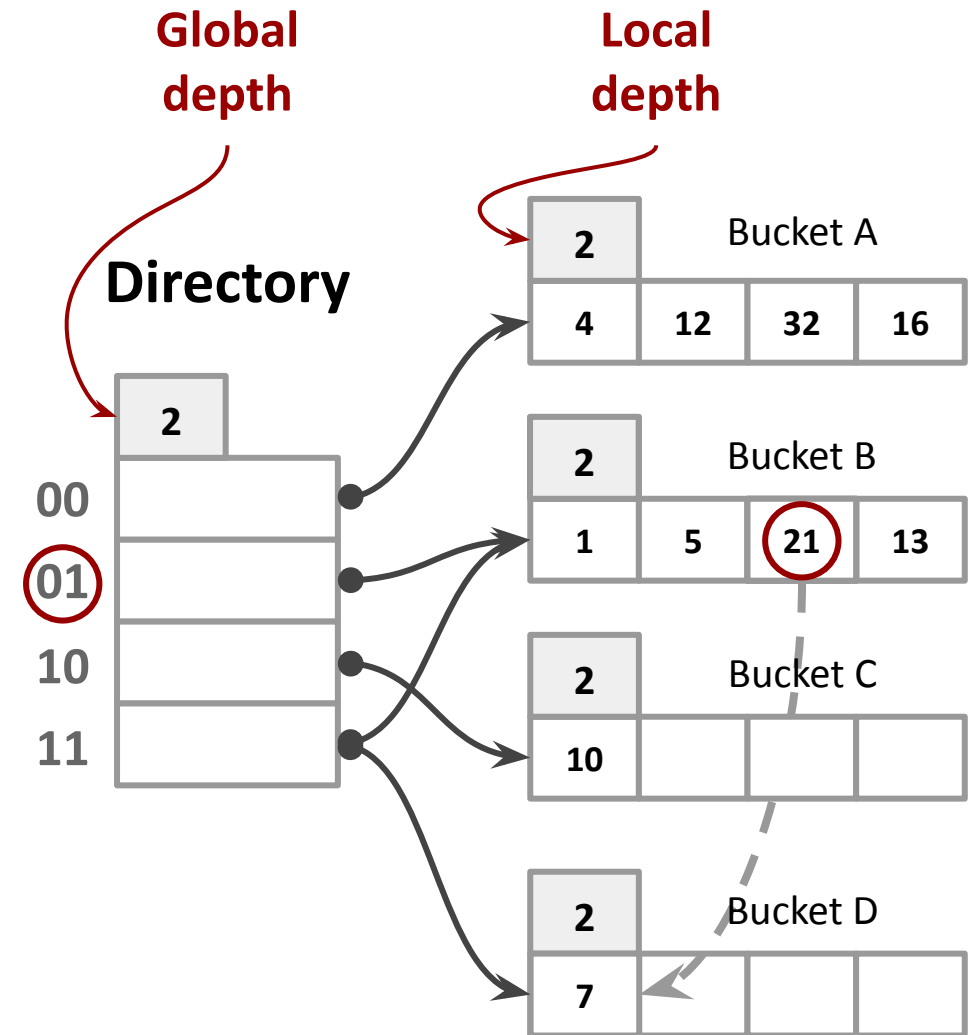 Global
depth
Local
depth
Directory
2
00
01
10
11
2
Bucket A
4 12 32 16
2
Bucket B
1 5 21 13
2
Bucket C
10
2
Bucket D
7